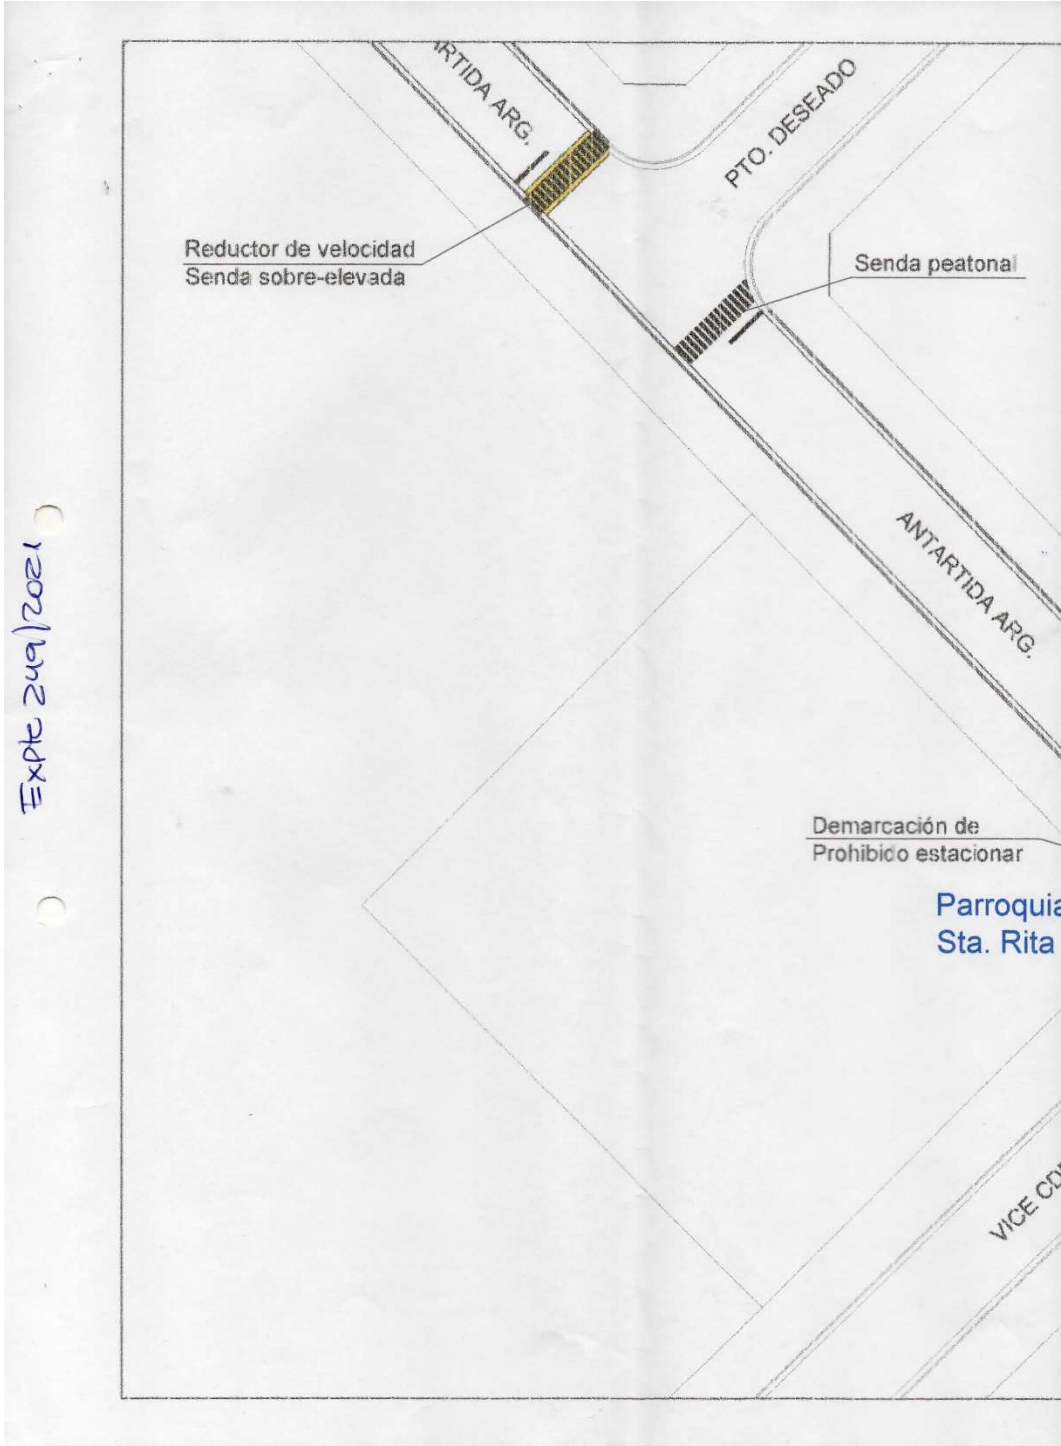 RTIDA ARG.
PTO. DESEADO
Reductor de velocidad
Senda sobre-elevada
Senda peatonal
ANTARTIDA ARG.
Expte 249/2021
Demarcación de
Prohibido estacionar
Parroquia
Sta. Rita
VICE CD